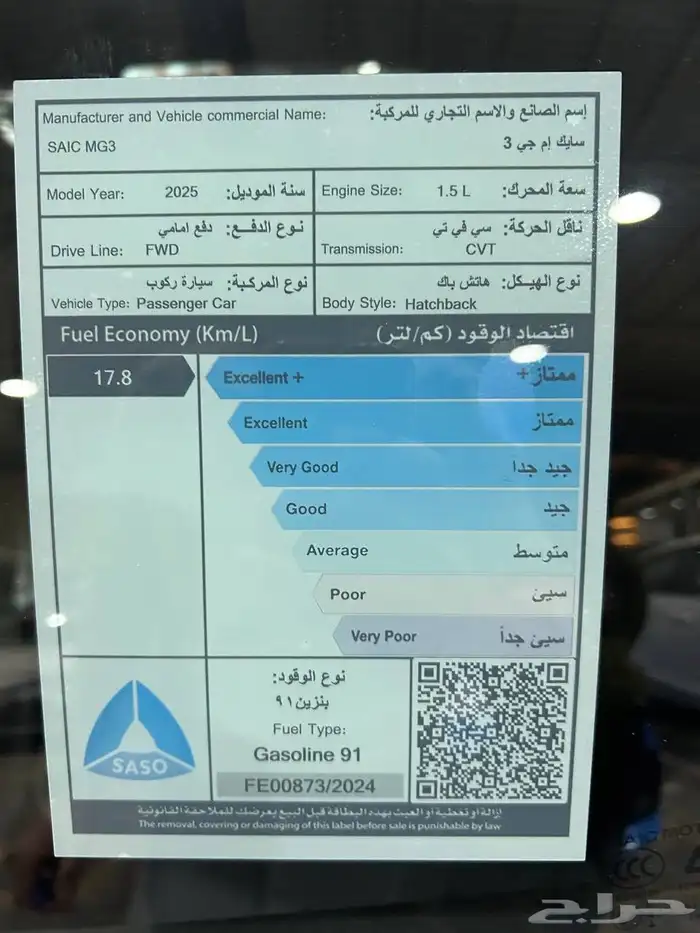 Manufacturer and Vehicle commercial Name: إسم الصانع والاسم التجاري للمركبة:
SAIC MG3 سايك إم جي 3
Model Year: 2025 سنة الموديل:
Engine Size: 1.5 L سعة المحرك:
نوع الدفع: دفع امامي
Drive Line: FWD
ناقل الحركة: سي في تي
Transmission: CVT
نوع المركبة: سيارة ركوب
Vehicle Type: Passenger Car
نوع الهيكل: هاتش باك
Body Style: Hatchback
Fuel Economy (Km/L) اقتصاد الوقود (كم/لتر)
17.8
Excellent + ممتاز+
Excellent ممتاز
Very Good جيد جدا
Good جيد
Average متوسط
Poor سيئ
Very Poor سيئ جداً
SASO
نوع الوقود:
بنزين ٩١
Fuel Type:
Gasoline 91
FE00873/2024
إزالة أو تغطية أو العبث بهذه البطاقة قبل البيع يعرضك للملاحقة القانونية
The removal, covering or damaging of this label before sale is punishable by law
CCC
حراج